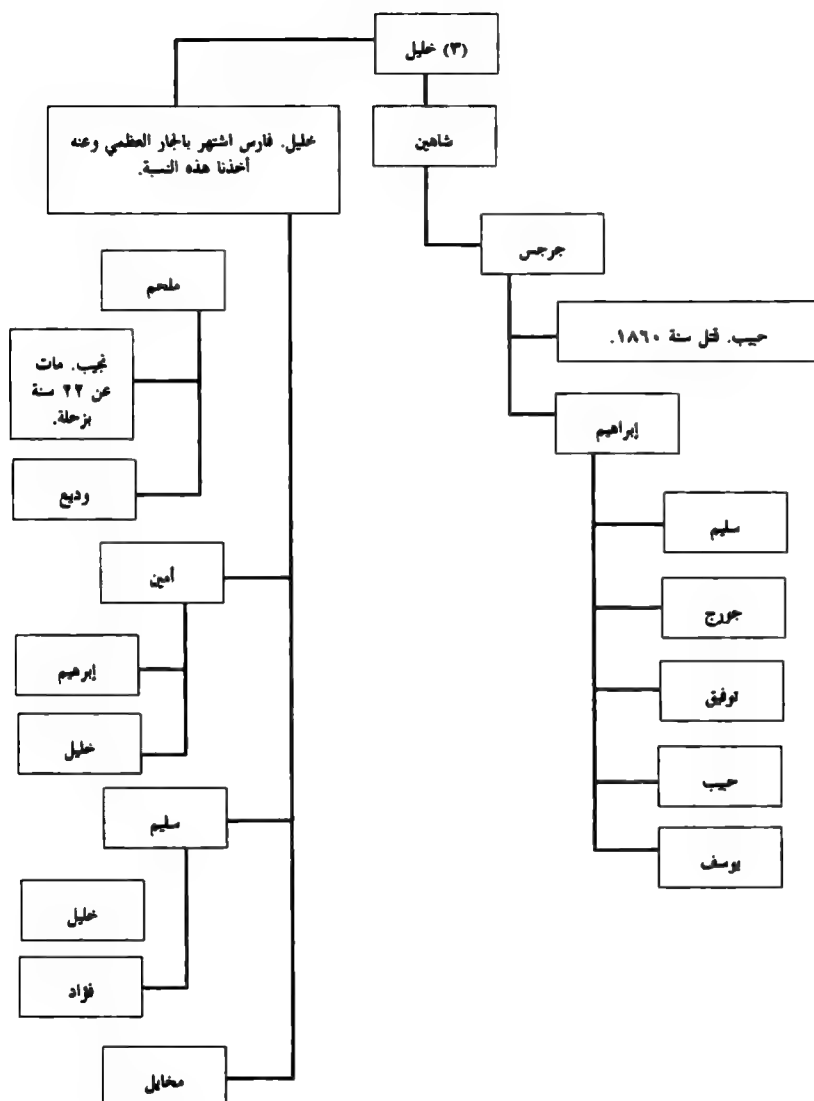 (٣) خليل
شاهين
جرجس
حبيب. قتل سنة ١٨٦٠.
إبراهيم
سليم
جورج
توفيق
حبيب
يوسف
خليل. فارس اشتهر بالجار العظمي وعنه
أخذنا هذه النسبة.
ملحم
نجيب. مات
عن ٢٢ سنة
بزحلة.
وديع
أمين
إبرهيم
خليل
سليم
خليل
فؤاد
مخايل